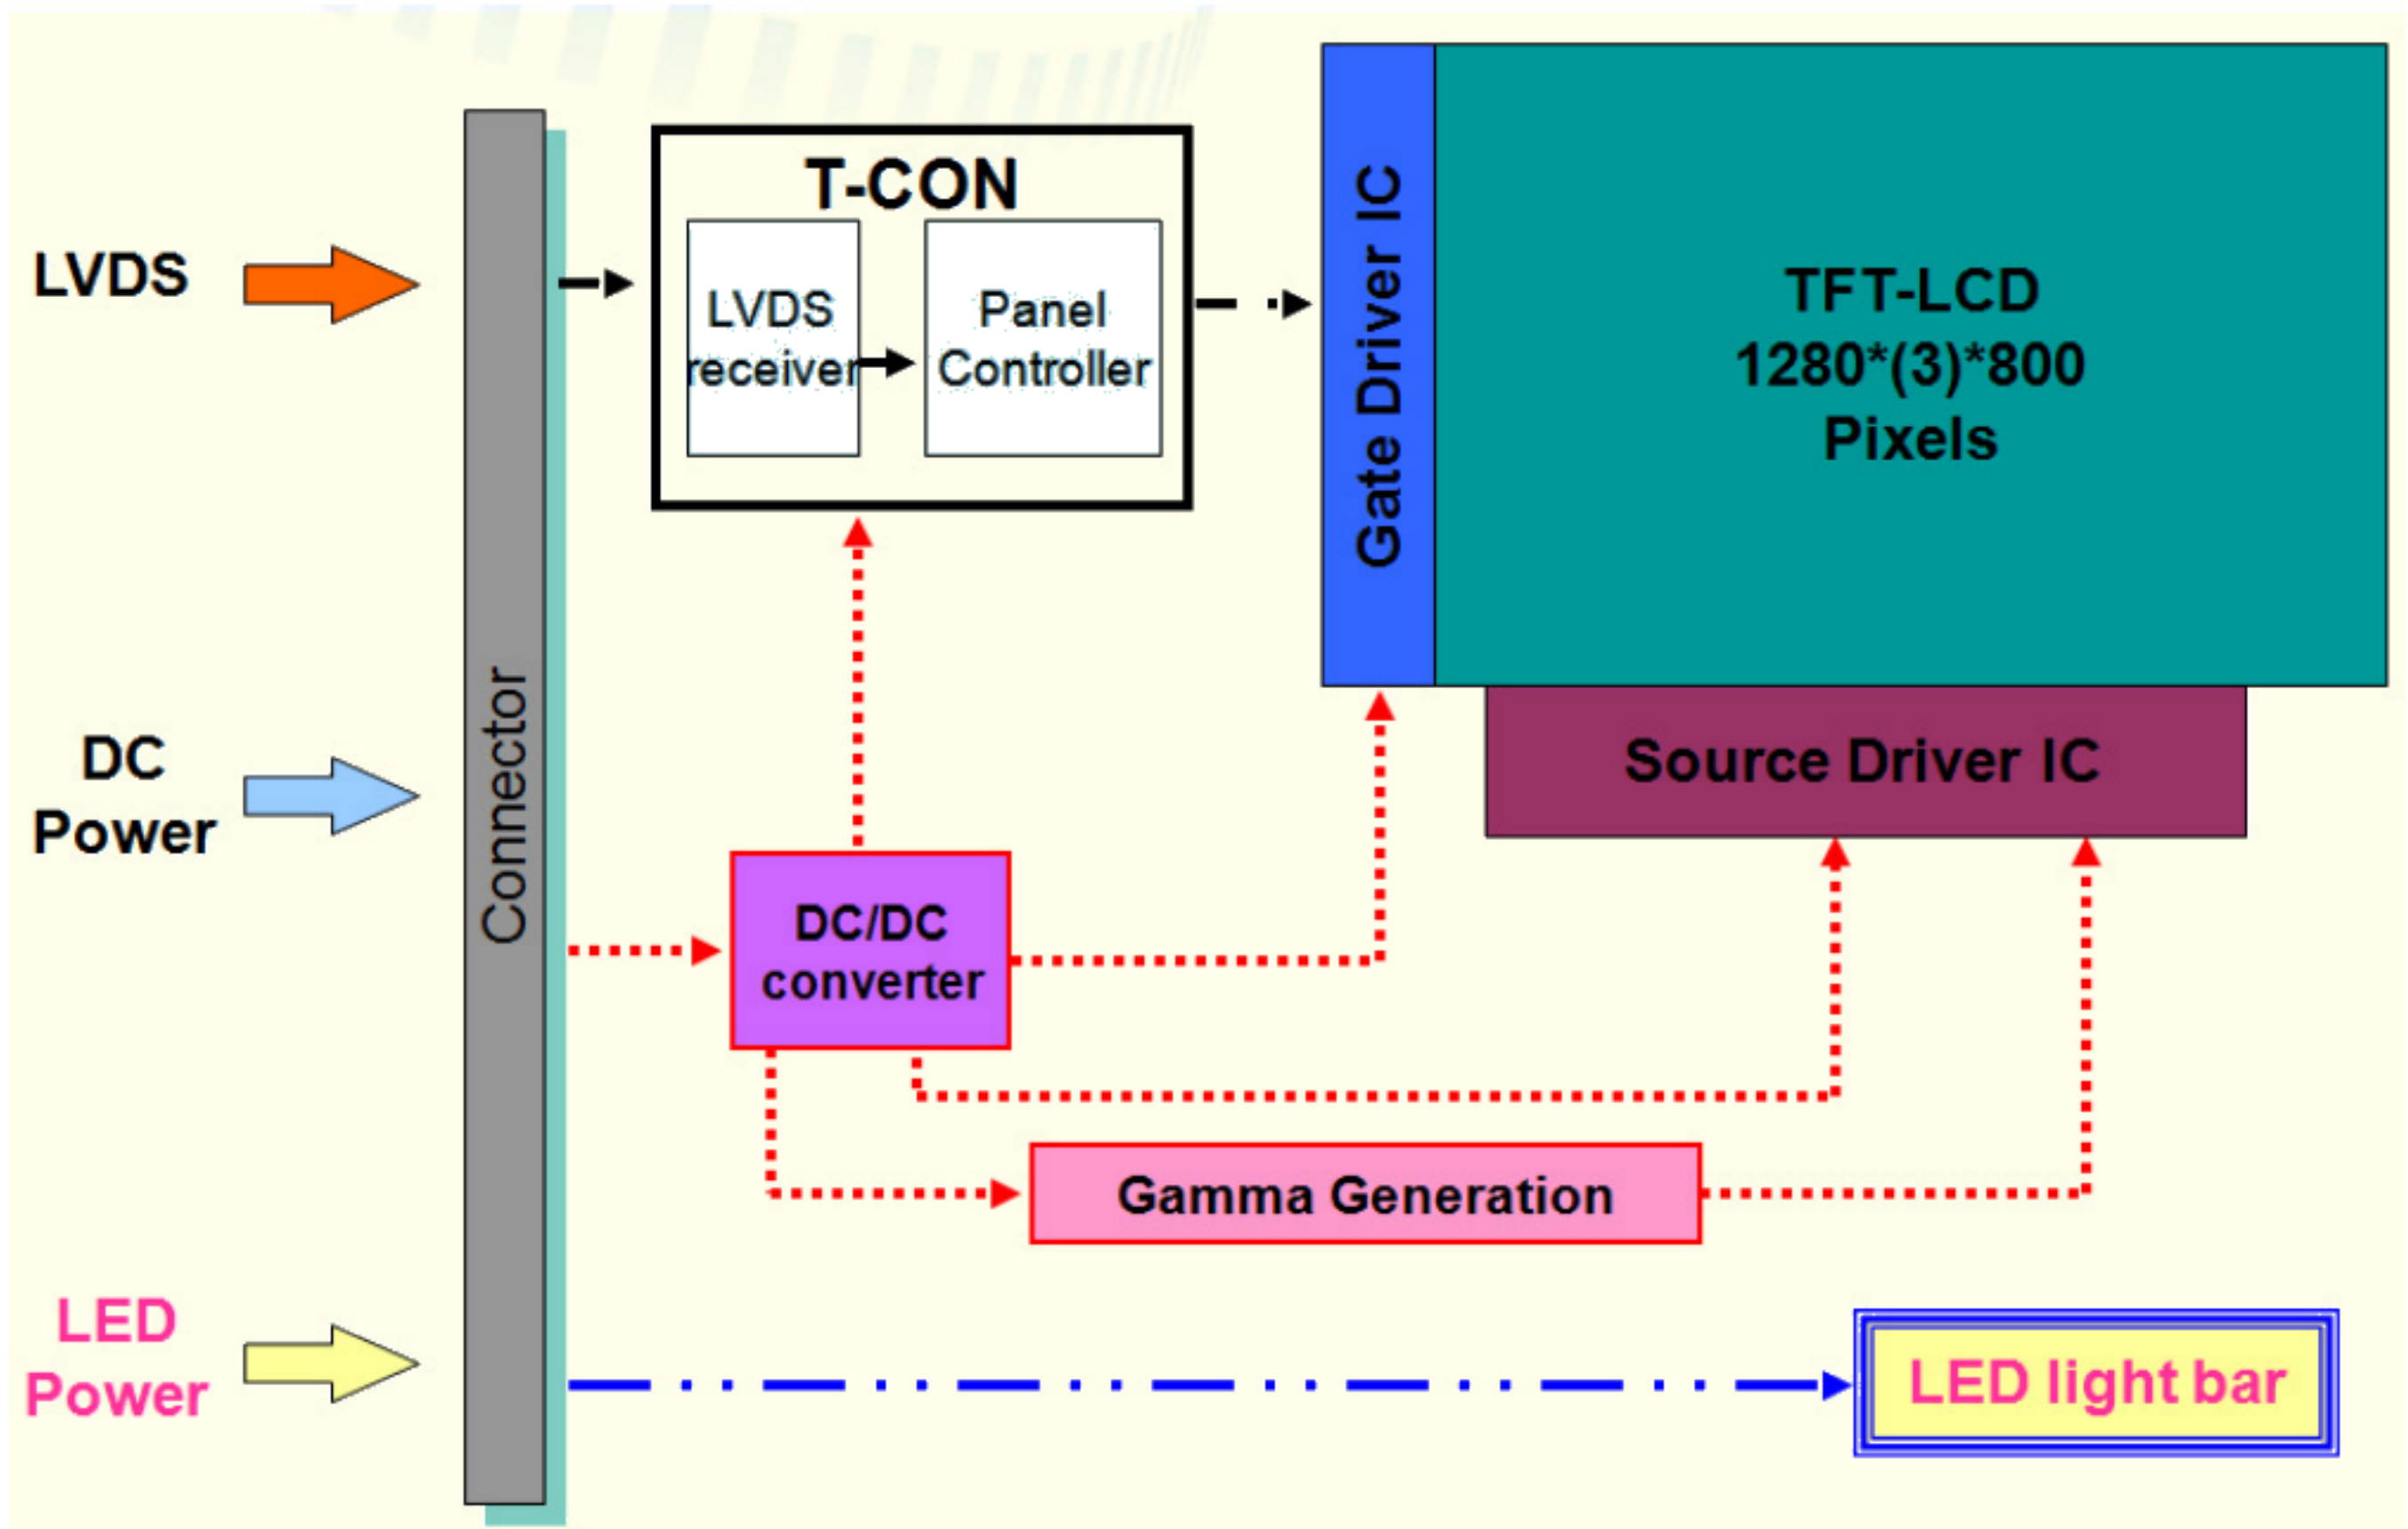 LVDS
DC
Power
LED
Power
Connector
T-CON
LVDS
receiver
Panel
Controller
Gate Driver IC
TFT-LCD
1280*(3)*800
Pixels
Source Driver IC
DC/DC
converter
Gamma Generation
LED light bar